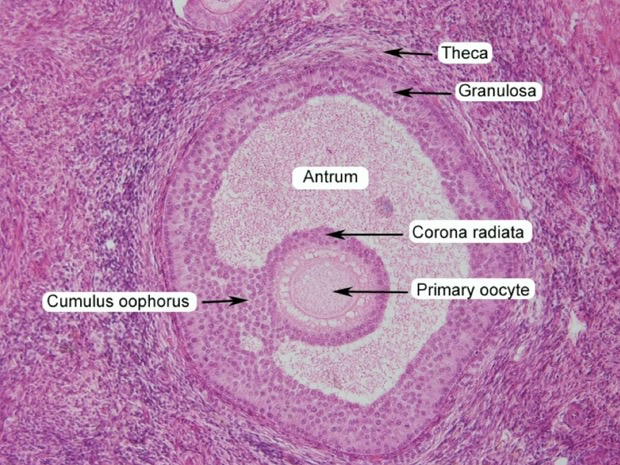 Theca
Granulosa
Antrum
Corona radiata
Primary oocyte
Cumulus oophorus